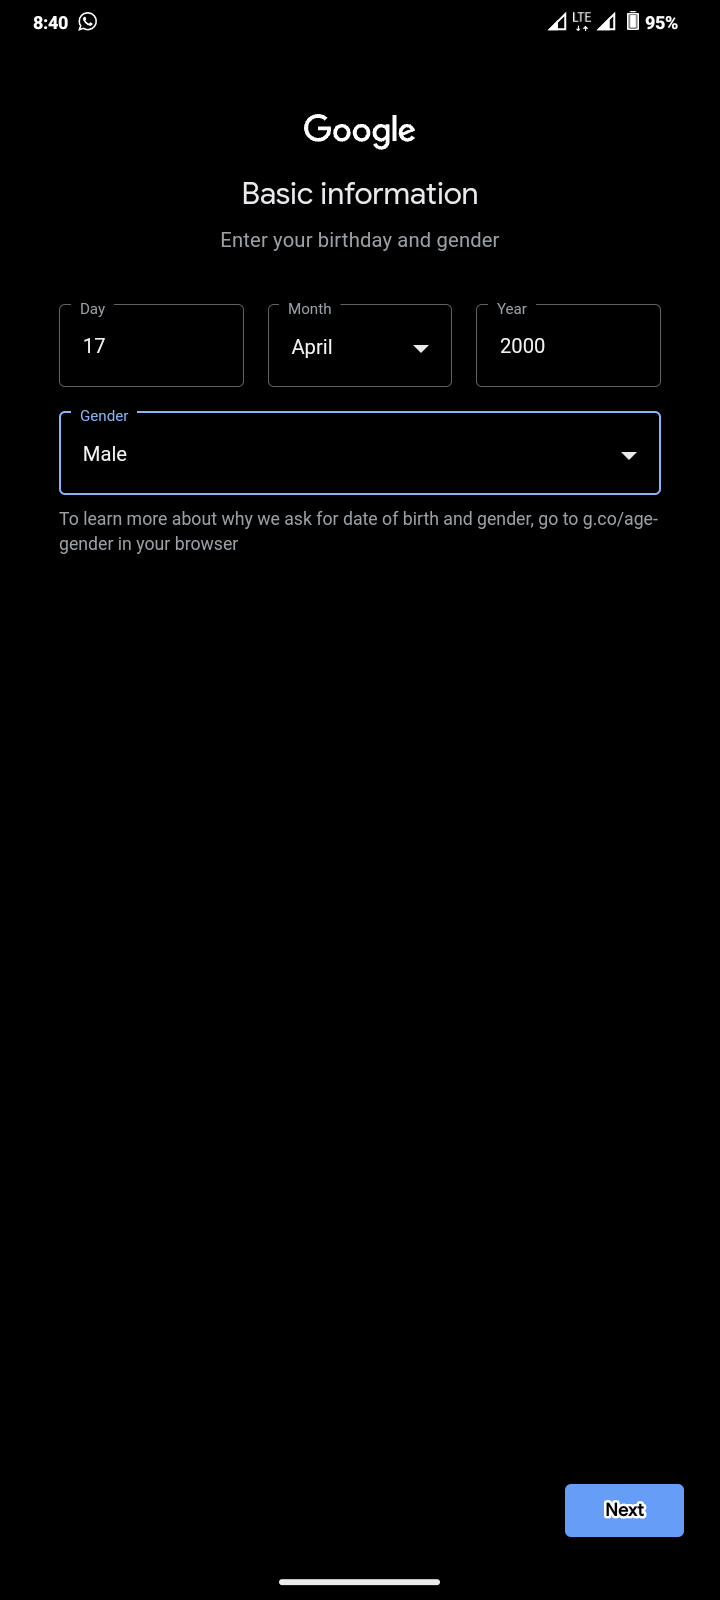 8:40 LTE 95%
Google
Basic information
Enter your birthday and gender
Day Month Year
17 April 2000
Gender
Male
To learn more about why we ask for date of birth and gender, go to g.co/age-
gender in your browser
Next